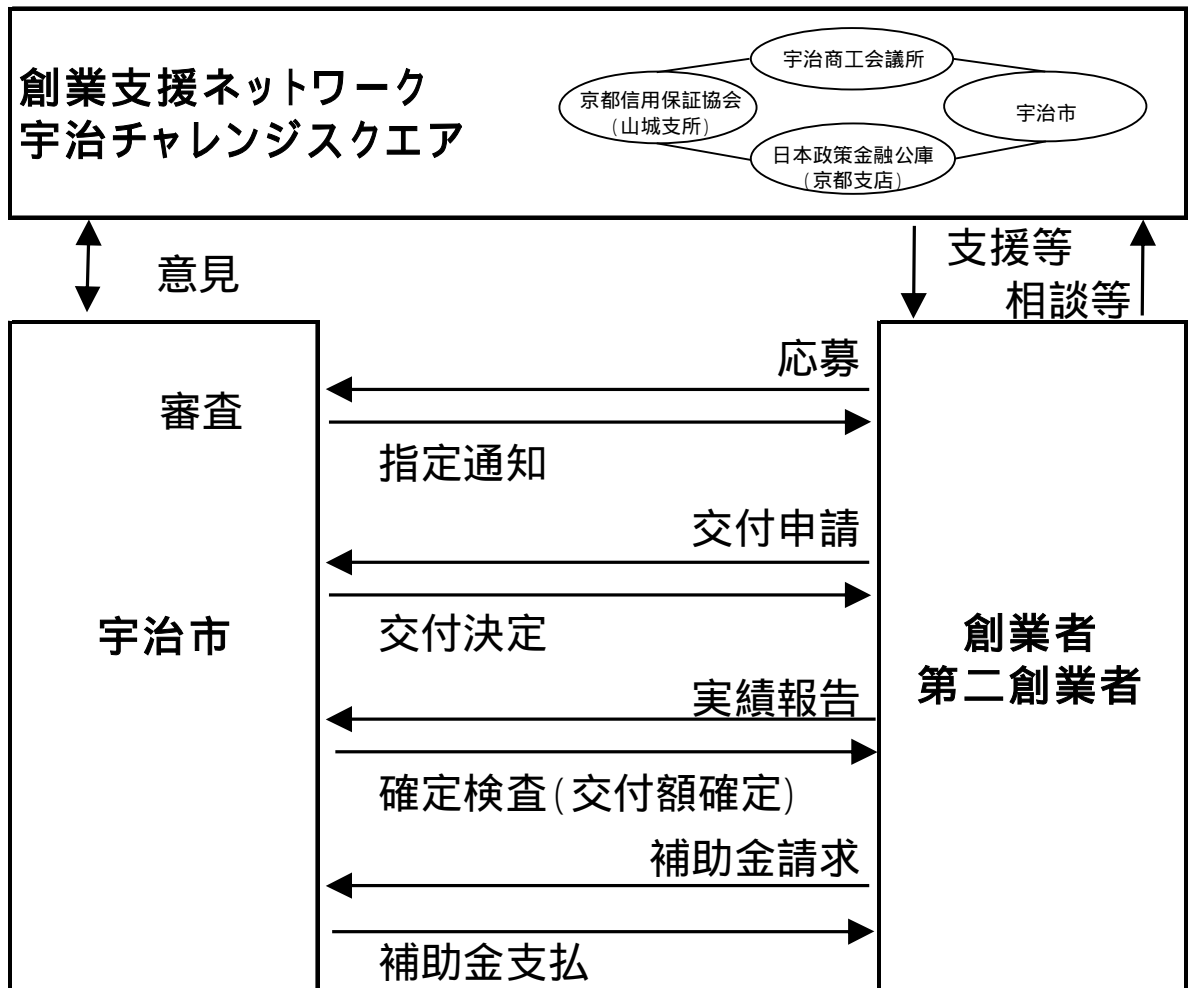 創業支援ネットワーク
宇治チャレンジスクエア
宇治商工会議所
京都信用保証協会
(山城支所)
宇治市
日本政策金融公庫
(京都支店)
意見
支援等
相談等
応募
審査
指定通知
交付申請
宇治市
交付決定
創業者
第二創業者
実績報告
確定検査(交付額確定)
補助金請求
補助金支払